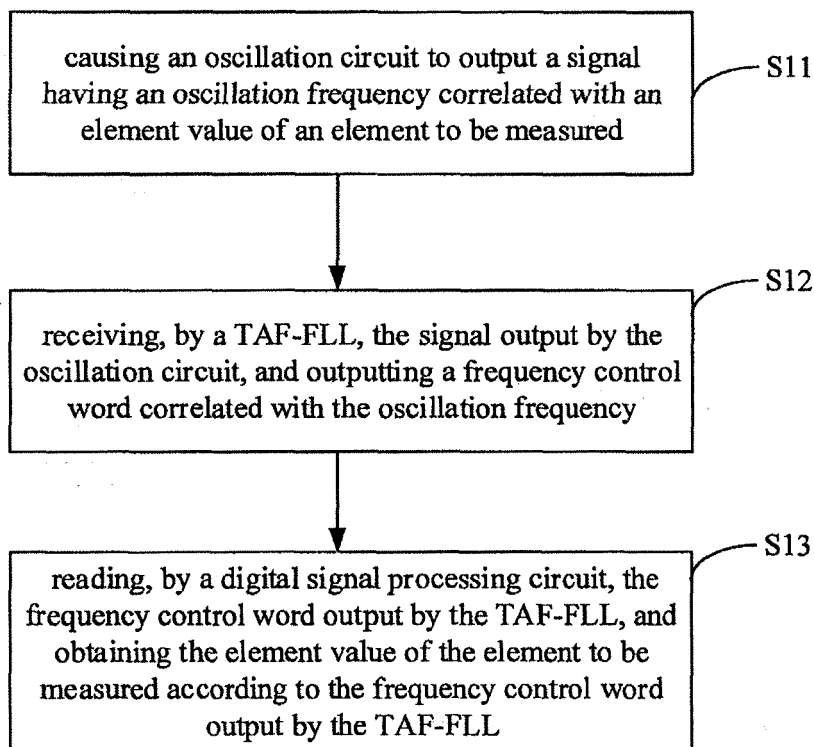 causing an oscillation circuit to output a signal
having an oscillation frequency correlated with an
element value of an element to be measured
S11
receiving, by a TAF-FLL, the signal output by the
oscillation circuit, and outputting a frequency control
word correlated with the oscillation frequency
S12
reading, by a digital signal processing circuit, the
frequency control word output by the TAF-FLL, and
obtaining the element value of the element to be
measured according to the frequency control word
output by the TAF-FLL
S13